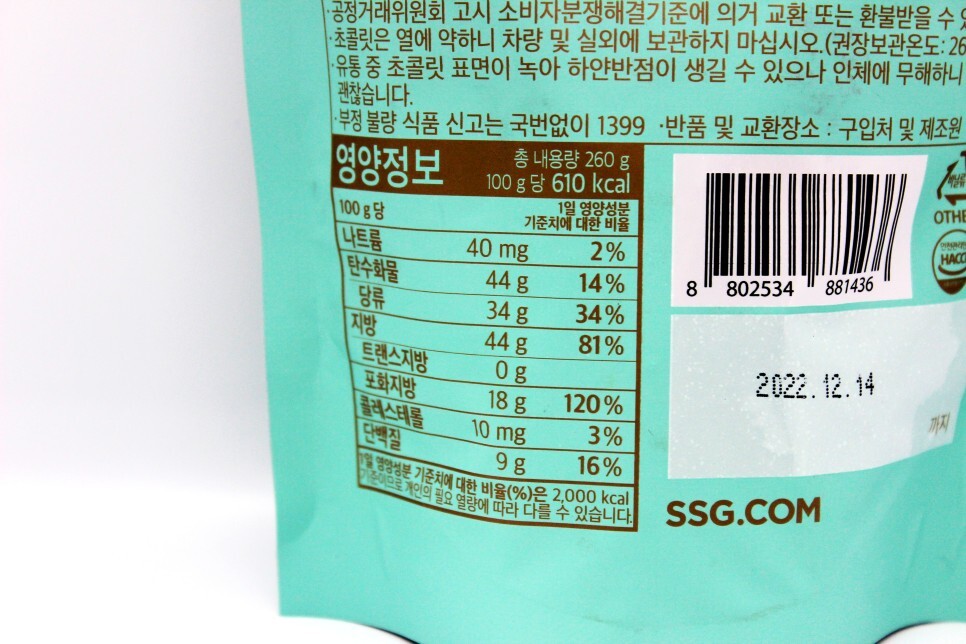 ·공정거래위원회 고시 소비자분쟁해결기준에 의거 교환 또는 환불받을 수
·초콜릿은 열에 약하니 차량 및 실외에 보관하지 마십시오.(권장보관온도: 26
·유통 중 초콜릿 표면이 녹아 하얀반점이 생길 수 있으나 인체에 무해하니
괜찮습니다.
·부정 불량 식품 신고는 국번없이 1399 ·반품 및 교환장소 : 구입처 및 제조원
영양정보
총 내용량 260 g
100 g 당 610 kcal
100 g 당 1일 영양성분
기준치에 대한 비율
나트륨 40 mg 2%
탄수화물 44 g 14%
당류 34 g 34%
지방 44 g 81%
트랜스지방 0 g
포화지방 18 g 120%
콜레스테롤 10 mg 3%
단백질 9 g 16%
1일 영양성분 기준치에 대한 비율(%)은 2,000 kcal
기준이므로 개인의 필요 열량에 따라 다를 수 있습니다.
8 802534 881436
OTHE
HACC
2022.12.14
까지
SSG.COM